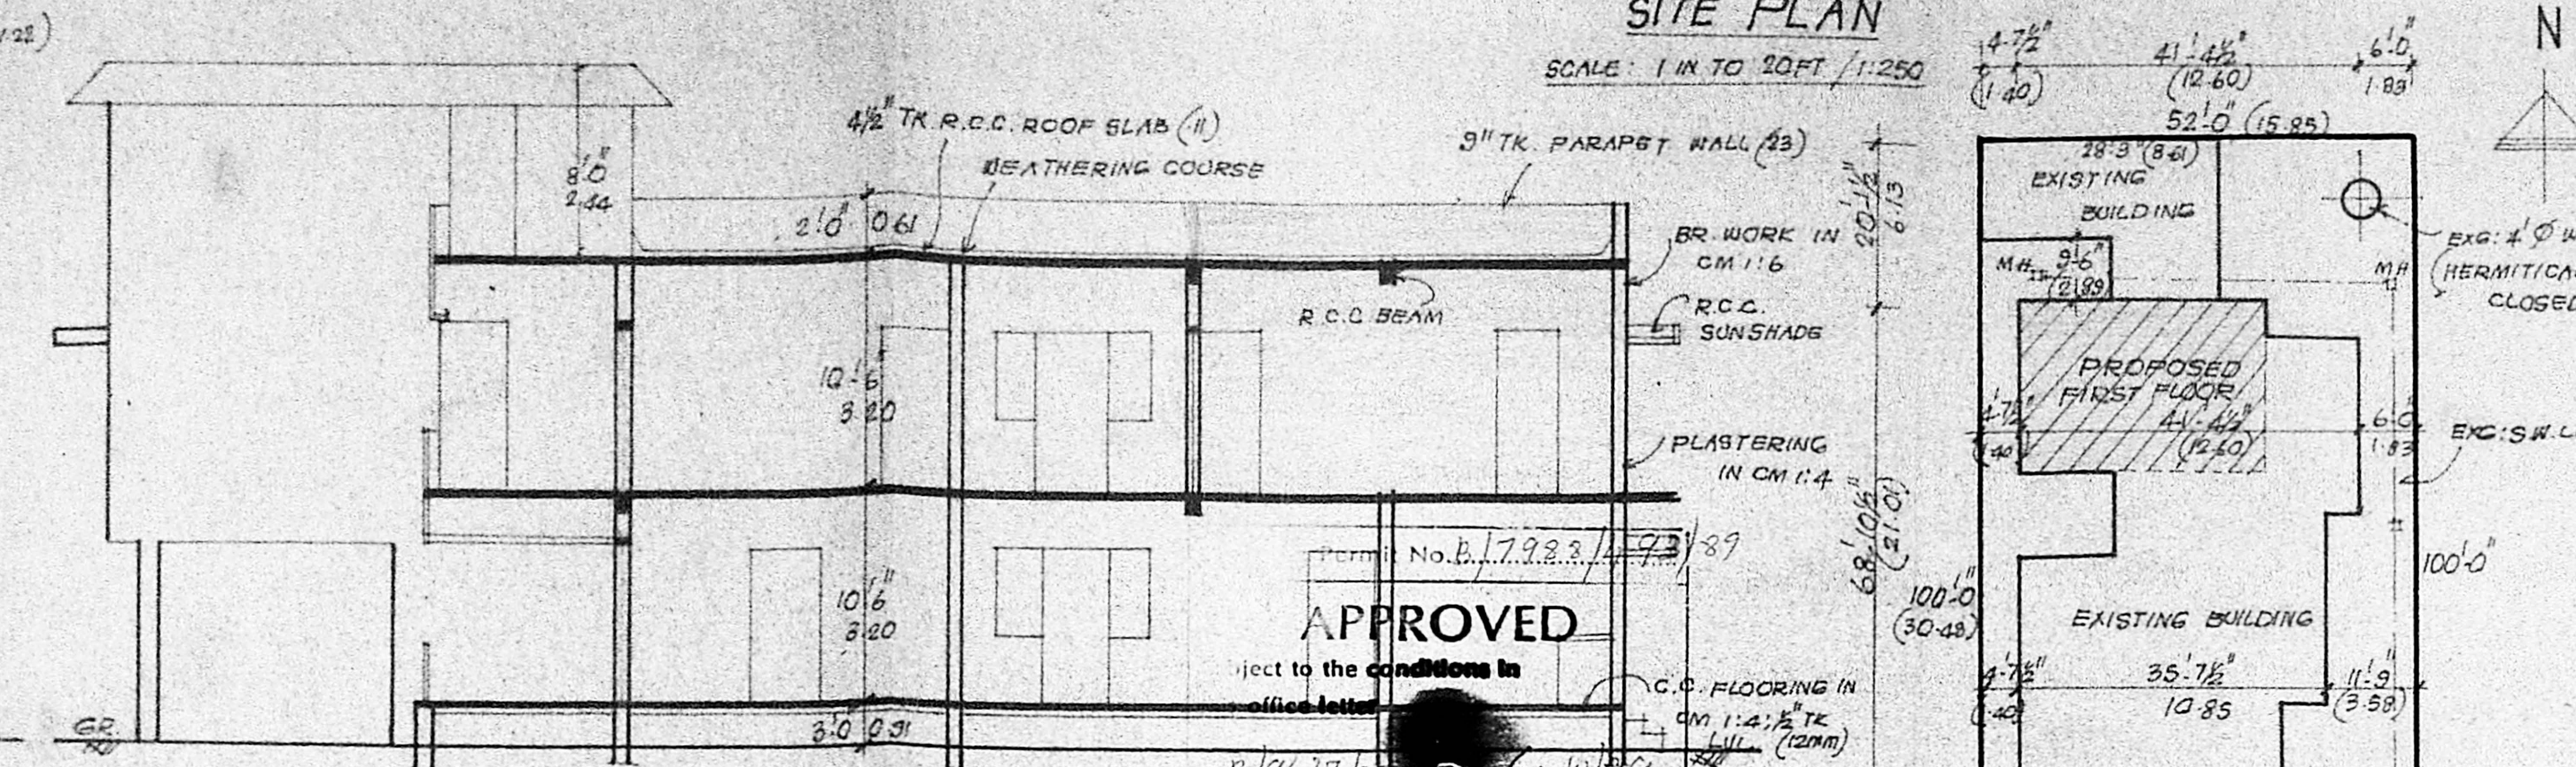 SITE PLAN
SCALE: 1 IN TO 20FT / 1:250
N
4'-7½"
(1.40)
41'-4½"
(12.60)
6'-0"
1.83
52'-0" (15.85)
4½" TK R.C.C. ROOF SLAB (.11)
WEATHERING COURSE
9" TK. PARAPET WALL (23)
8'-0"
2.44
2'-0" 0.61
BR. WORK IN
CM 1:6
R.C.C.
SUNSHADE
R.C.C BEAM
10'-6"
3.20
PLASTERING
IN CM 1:4
20'-1½"
6.13
28'-3" (8.61)
EXISTING
BUILDING
M.H
9'-6"
(2.89)
MH
EXG: 4' Ø W
HERMITICA
CLOSED
PROPOSED
FIRST FLOOR
4'-7½"
(1.40)
41'-4½"
(12.60)
6'-0"
1.83
EXG: S.W.L
68'-10½"
(21.01)
100'-0"
(30.48)
100'-0"
EXISTING BUILDING
4'-7½"
(1.40)
35'-7½"
10.85
11'-9"
(3.58)
Permit No. B/7988/ /89
APPROVED
ject to the conditions in
office letter
10'-6"
3.20
C.C. FLOORING IN
CM 1:4; ½" TK
(12mm)
GR.
3'-0 0.91